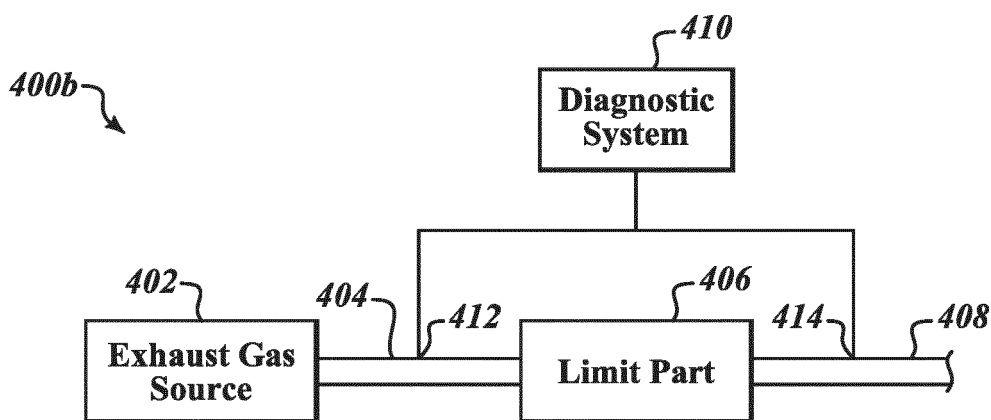 410
400b
Diagnostic
System
402
404
412
406
414
408
Exhaust Gas
Source
Limit Part